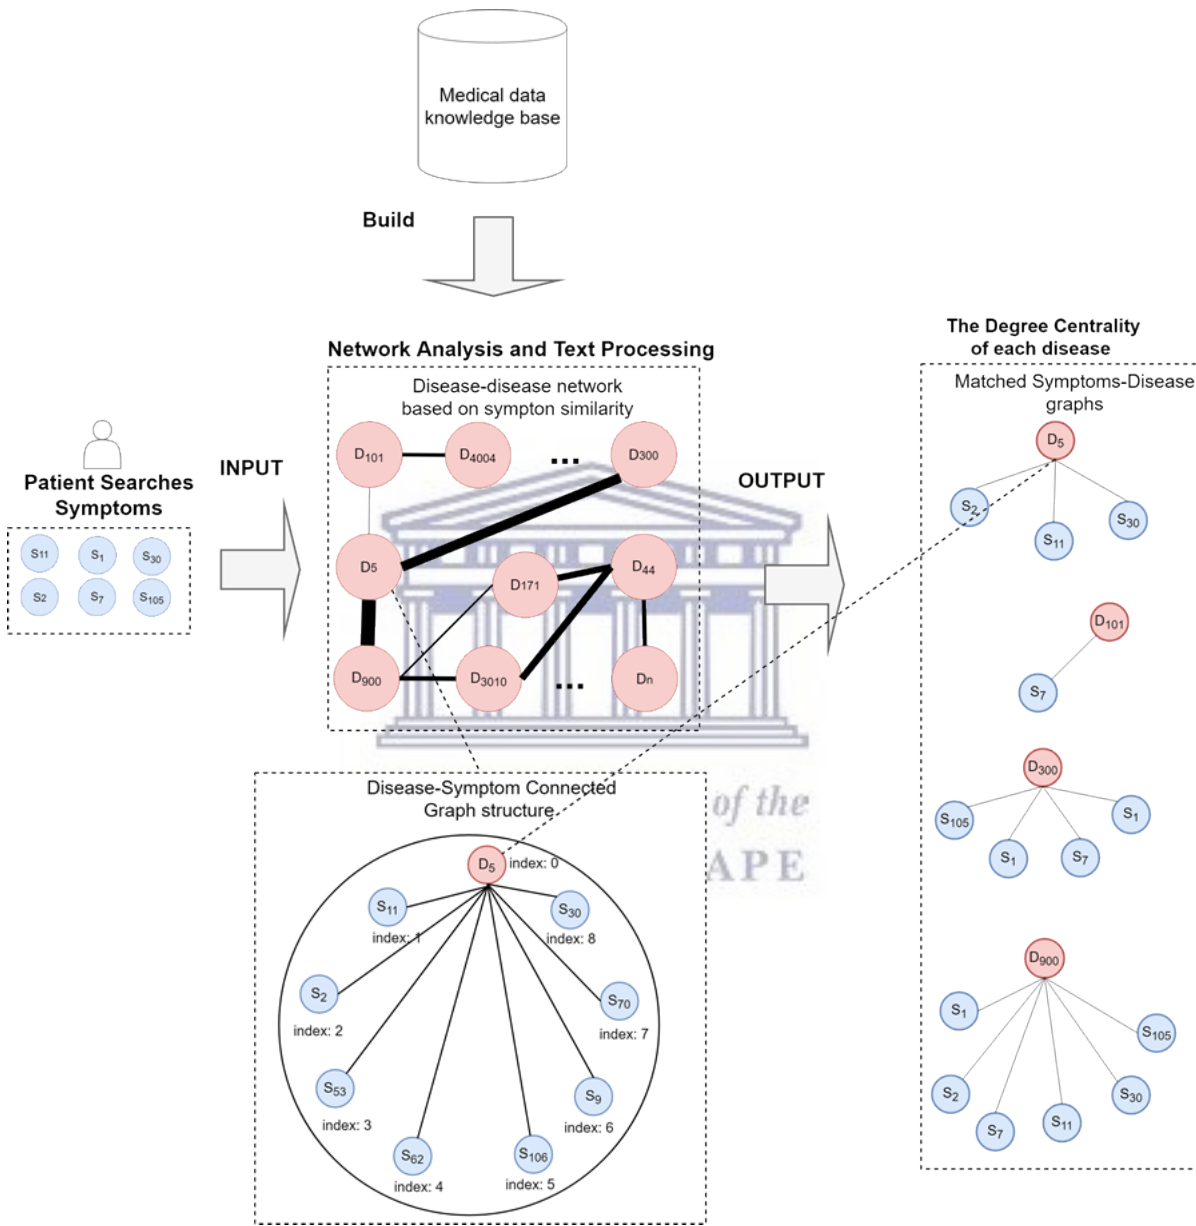 Medical data
knowledge base
Build
Network Analysis and Text Processing
Disease-disease network
based on sympton similarity
D101
D4004
...
D300
D5
D171
D44
D900
D3010
...
Dn
Patient Searches
Symptoms
S11
S1
S30
S2
S7
S105
INPUT
OUTPUT
The Degree Centrality
of each disease
Matched Symptoms-Disease
graphs
D5
S2
S11
S30
D101
S7
D300
S105
S1
S7
S1
D900
S1
S2
S7
S11
S30
S105
Disease-Symptom Connected
Graph structure
D5
index: 0
S11
index: 1
S2
index: 2
S53
index: 3
S62
index: 4
S106
index: 5
S9
index: 6
S70
index: 7
S30
index: 8
of the
APE